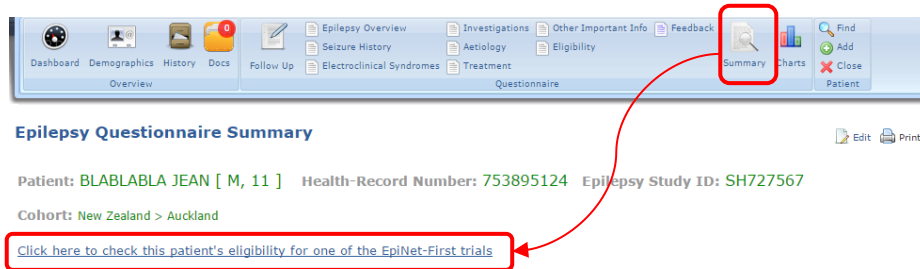 0
Epilepsy Overview Investigations Other Important Info Feedback Find
Seizure History Aetiology Eligibility Add
Dashboard Demographics History Docs Follow Up Electroclinical Syndromes Treatment Summary Charts Close
Overview Questionnaire Patient
Epilepsy Questionnaire Summary Edit Print
Patient: BLABLABLA JEAN [ M, 11 ] Health-Record Number: 753895124 Epilepsy Study ID: SH727567
Cohort: New Zealand > Auckland
Click here to check this patient's eligibility for one of the EpiNet-First trials